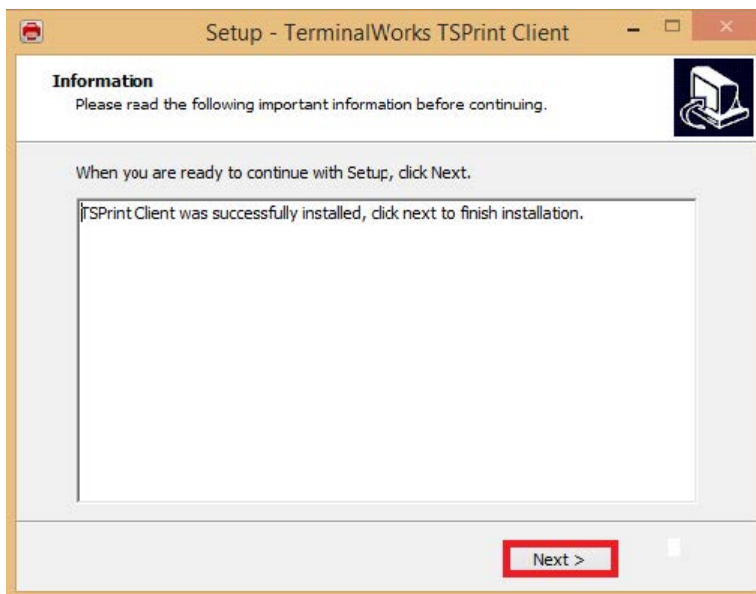 Setup - TerminalWorks TSPrint Client
Information
Please read the following important information before continuing.
When you are ready to continue with Setup, click Next.
TSPrint Client was successfully installed, click next to finish installation.
Next >